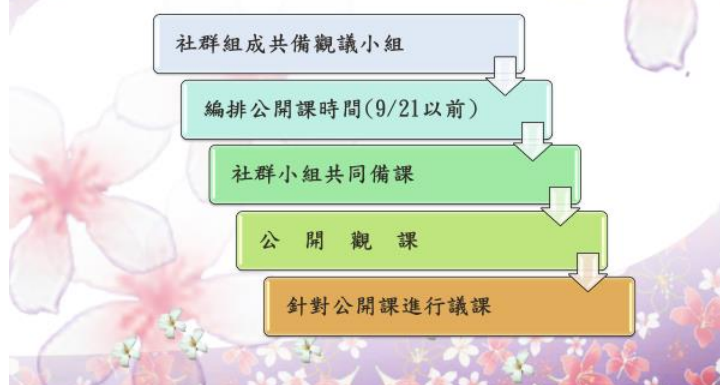 社群組成共備觀議小組
編排公開課時間(9/21以前)
社群小組共同備課
公開觀課
針對公開課進行議課